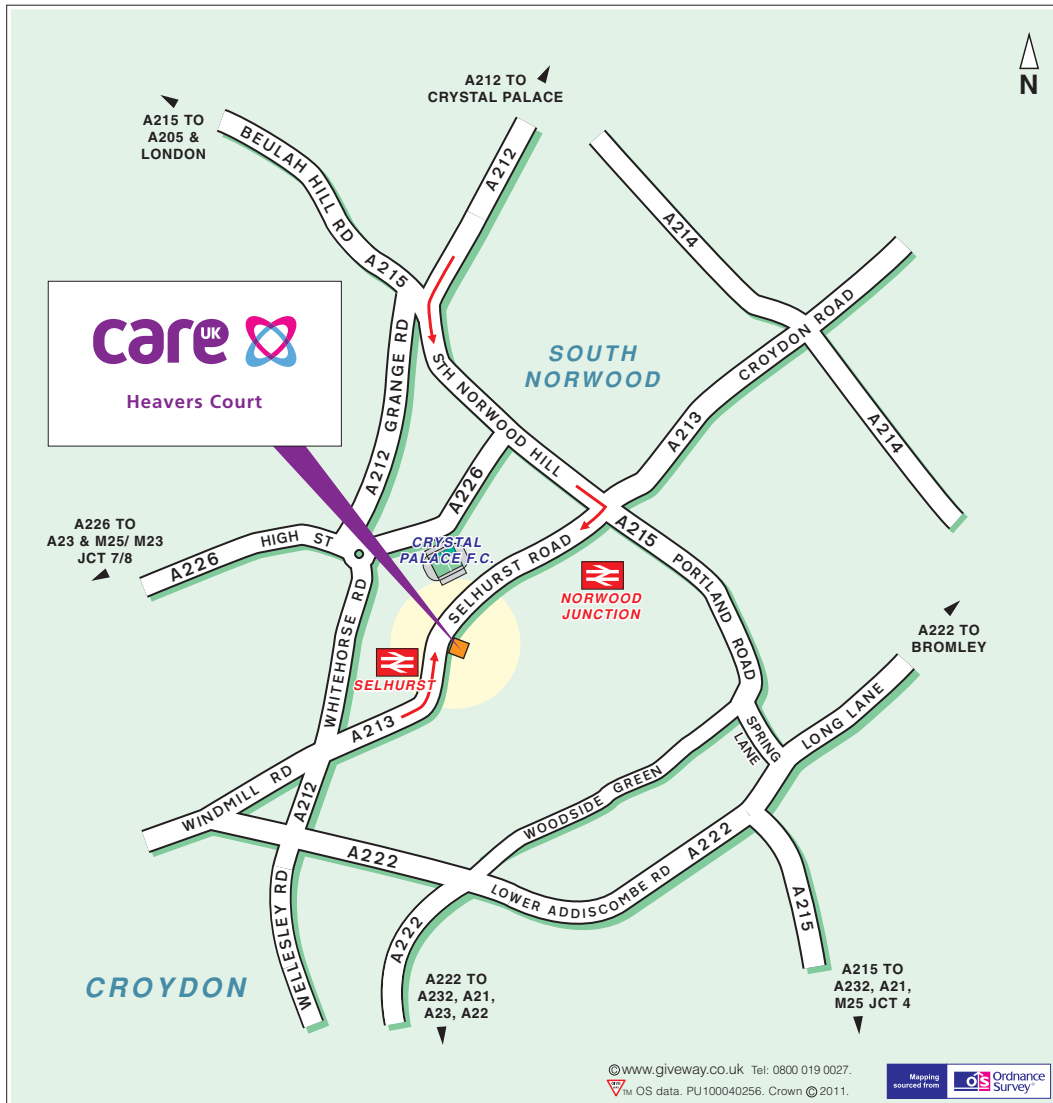 A212 TO
CRYSTAL PALACE
N
A215 TO
A205 &
LONDON
BEULAH HILL RD
A215
A212
A214
A214
CROYDON ROAD
A213
SOUTH
NORWOOD
care UK
Heavers Court
A212 GRANGE RD
STH NORWOOD HILL
A226
A226 TO
A23 & M25/ M23
JCT 7/8
A226
HIGH ST
CRYSTAL
PALACE F.C.
SELHURST ROAD
A215
PORTLAND ROAD
NORWOOD
JUNCTION
WHITEHORSE RD
SELHURST
A213
A222 TO
BROMLEY
LONG LANE
SPRING
LANE
WINDMILL RD
A212
WOODSIDE GREEN
A222
LOWER ADDISCOMBE RD
A222
A215
WELLESLEY RD
A222
CROYDON
A222 TO
A232, A21,
A23, A22
A215 TO
A232, A21,
M25 JCT 4
© www.giveway.co.uk Tel: 0800 019 0027.
TM OS data. PU100040256. Crown © 2011.
Mapping
sourced from
OS Ordnance
Survey®